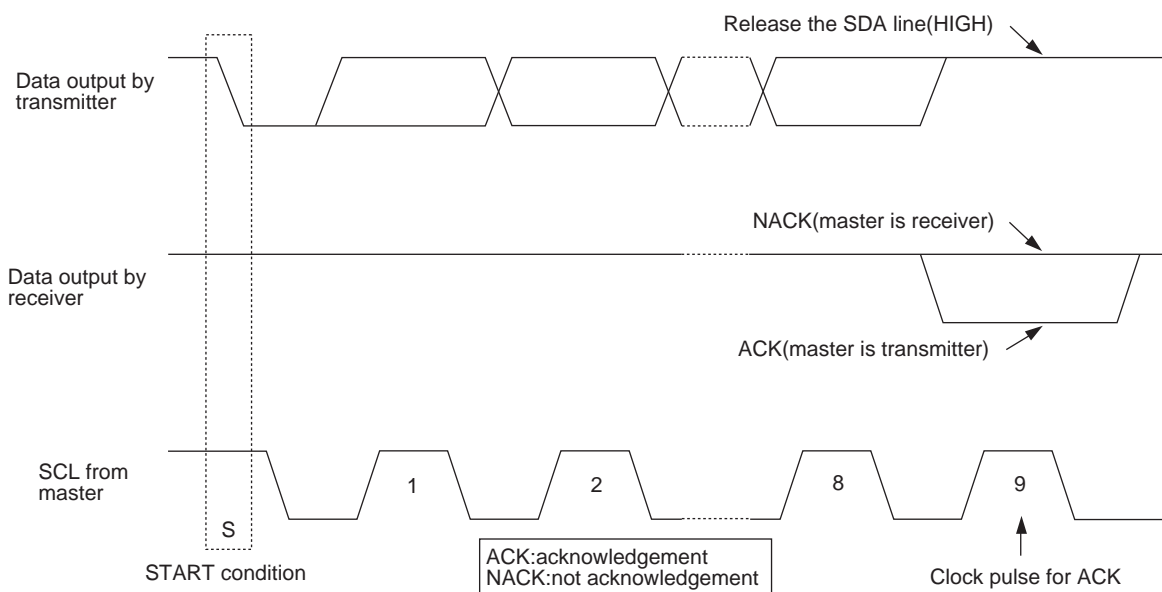 Release the SDA line(HIGH)
Data output by
transmitter
NACK(master is receiver)
Data output by
receiver
ACK(master is transmitter)
SCL from
master
1
2
8
9
S
START condition
ACK:acknowledgement
NACK:not acknowledgement
Clock pulse for ACK